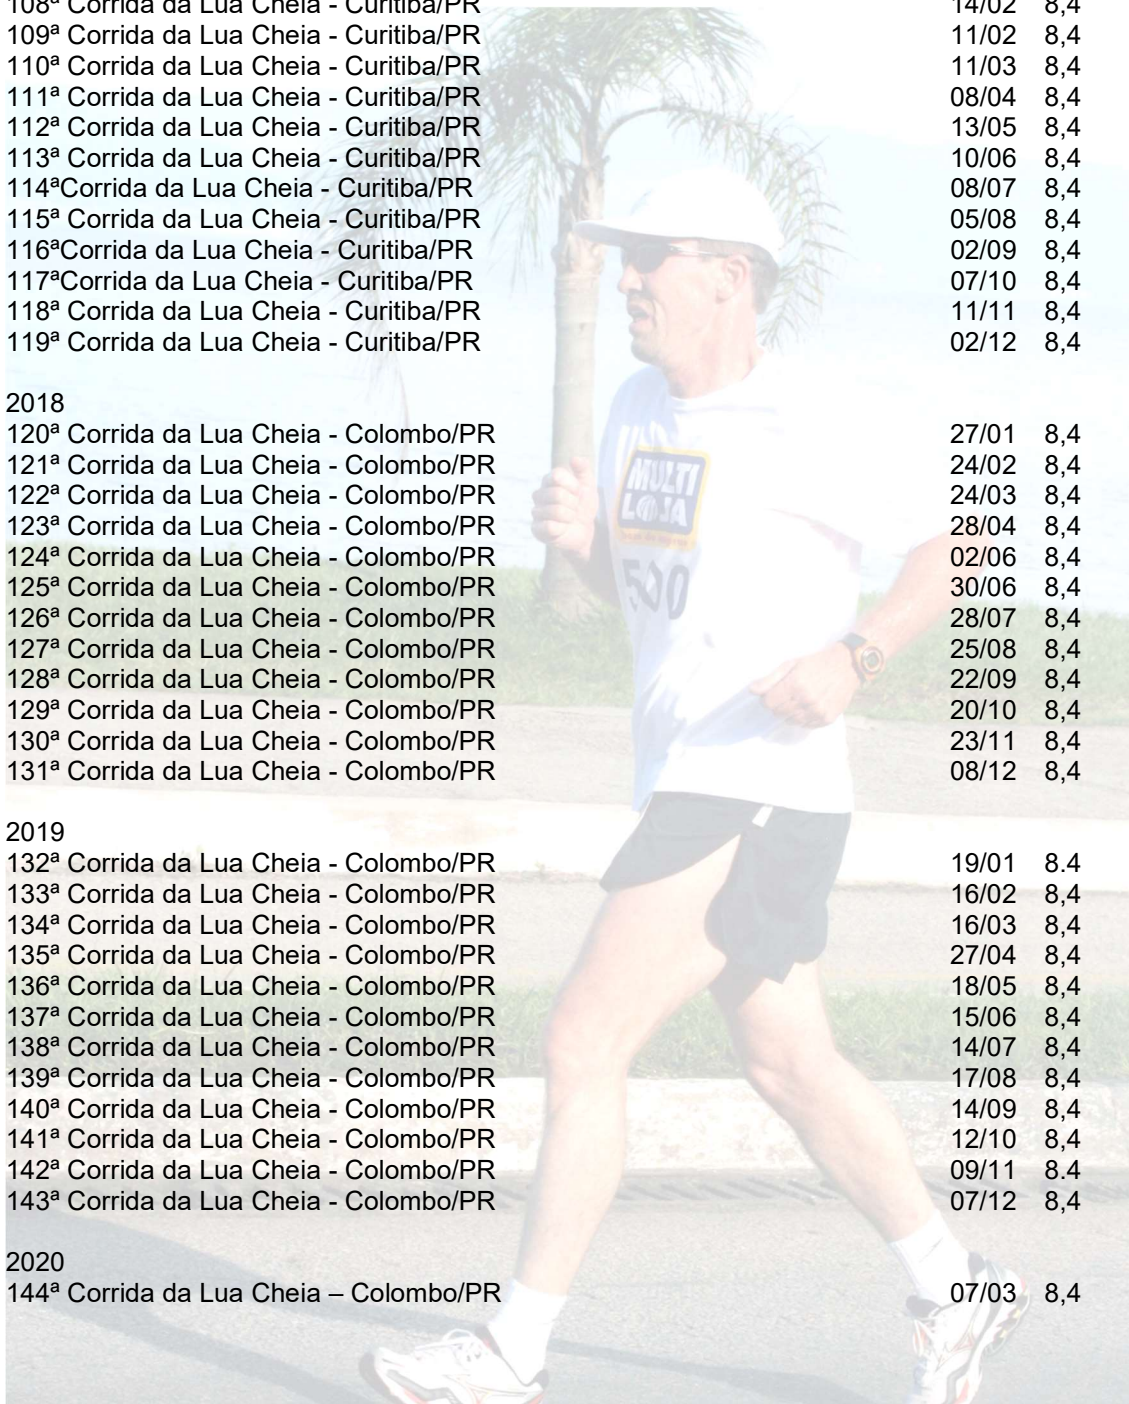 108ª Corrida da Lua Cheia - Curitiba/PR 14/02 8,4
109ª Corrida da Lua Cheia - Curitiba/PR 11/02 8,4
110ª Corrida da Lua Cheia - Curitiba/PR 11/03 8,4
111ª Corrida da Lua Cheia - Curitiba/PR 08/04 8,4
112ª Corrida da Lua Cheia - Curitiba/PR 13/05 8,4
113ª Corrida da Lua Cheia - Curitiba/PR 10/06 8,4
114ªCorrida da Lua Cheia - Curitiba/PR 08/07 8,4
115ª Corrida da Lua Cheia - Curitiba/PR 05/08 8,4
116ªCorrida da Lua Cheia - Curitiba/PR 02/09 8,4
117ªCorrida da Lua Cheia - Curitiba/PR 07/10 8,4
118ª Corrida da Lua Cheia - Curitiba/PR 11/11 8,4
119ª Corrida da Lua Cheia - Curitiba/PR 02/12 8,4
2018
120ª Corrida da Lua Cheia - Colombo/PR 27/01 8,4
121ª Corrida da Lua Cheia - Colombo/PR 24/02 8,4
122ª Corrida da Lua Cheia - Colombo/PR 24/03 8,4
123ª Corrida da Lua Cheia - Colombo/PR 28/04 8,4
124ª Corrida da Lua Cheia - Colombo/PR 02/06 8,4
125ª Corrida da Lua Cheia - Colombo/PR 30/06 8,4
126ª Corrida da Lua Cheia - Colombo/PR 28/07 8,4
127ª Corrida da Lua Cheia - Colombo/PR 25/08 8,4
128ª Corrida da Lua Cheia - Colombo/PR 22/09 8,4
129ª Corrida da Lua Cheia - Colombo/PR 20/10 8,4
130ª Corrida da Lua Cheia - Colombo/PR 23/11 8,4
131ª Corrida da Lua Cheia - Colombo/PR 08/12 8,4
2019
132ª Corrida da Lua Cheia - Colombo/PR 19/01 8.4
133ª Corrida da Lua Cheia - Colombo/PR 16/02 8,4
134ª Corrida da Lua Cheia - Colombo/PR 16/03 8,4
135ª Corrida da Lua Cheia - Colombo/PR 27/04 8,4
136ª Corrida da Lua Cheia - Colombo/PR 18/05 8,4
137ª Corrida da Lua Cheia - Colombo/PR 15/06 8,4
138ª Corrida da Lua Cheia - Colombo/PR 14/07 8,4
139ª Corrida da Lua Cheia - Colombo/PR 17/08 8,4
140ª Corrida da Lua Cheia - Colombo/PR 14/09 8,4
141ª Corrida da Lua Cheia - Colombo/PR 12/10 8,4
142ª Corrida da Lua Cheia - Colombo/PR 09/11 8.4
143ª Corrida da Lua Cheia - Colombo/PR 07/12 8,4
2020
144ª Corrida da Lua Cheia – Colombo/PR 07/03 8,4
MULTI
LOJA
500